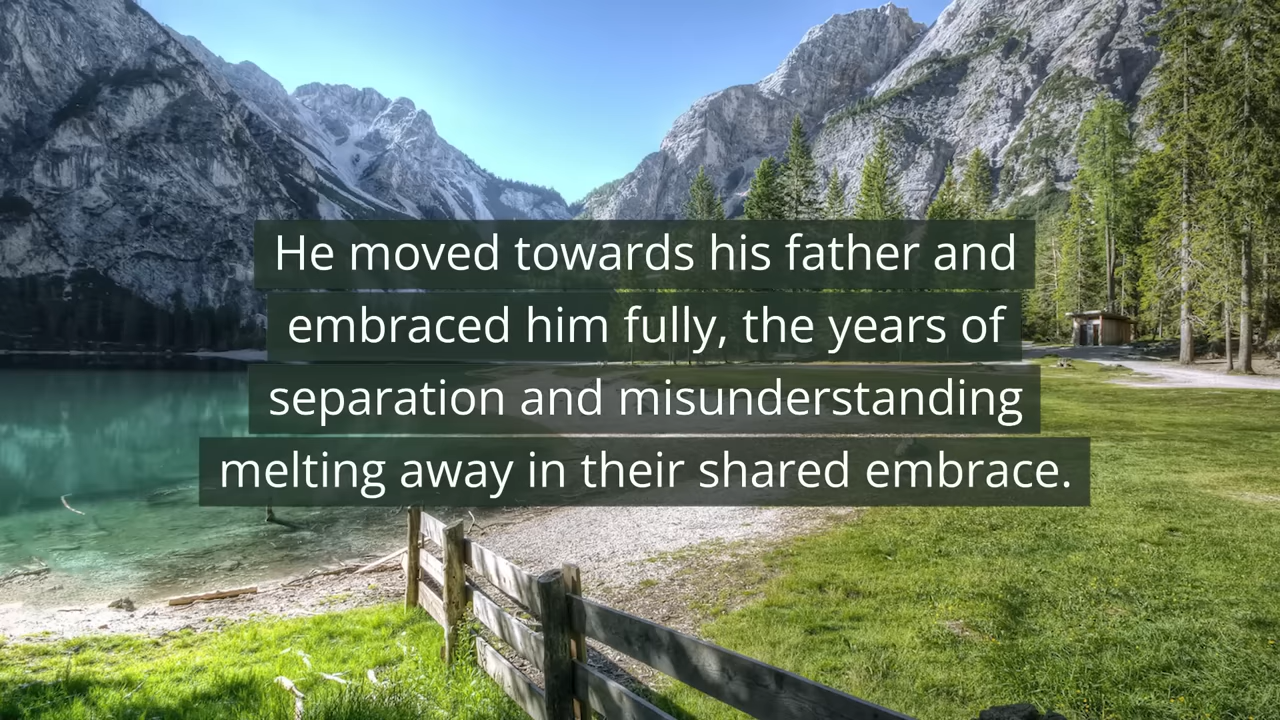 He moved towards his father and
embraced him fully, the years of
separation and misunderstanding
melting away in their shared embrace.